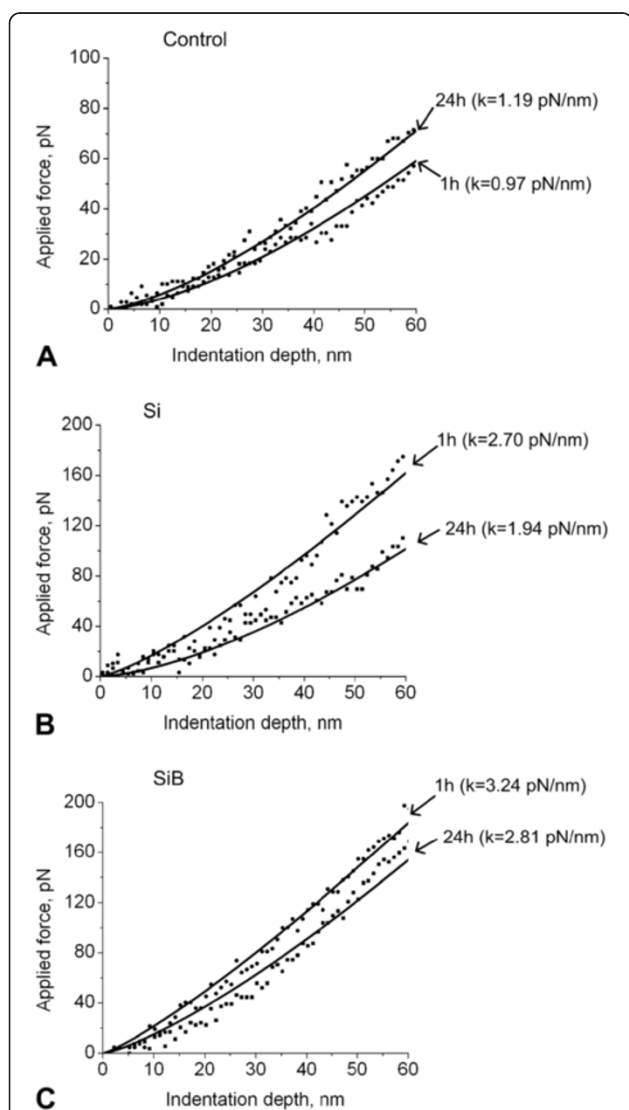 Control
100
80
60
40
20
0
Applied force, pN
24h (k=1.19 pN/nm)
1h (k=0.97 pN/nm)
0 10 20 30 40 50 60
Indentation depth, nm
A
Si
200
160
120
80
40
0
Applied force, pN
1h (k=2.70 pN/nm)
24h (k=1.94 pN/nm)
0 10 20 30 40 50 60
Indentation depth, nm
B
SiB
200
160
120
80
40
0
Applied force, pN
1h (k=3.24 pN/nm)
24h (k=2.81 pN/nm)
0 10 20 30 40 50 60
Indentation depth, nm
C